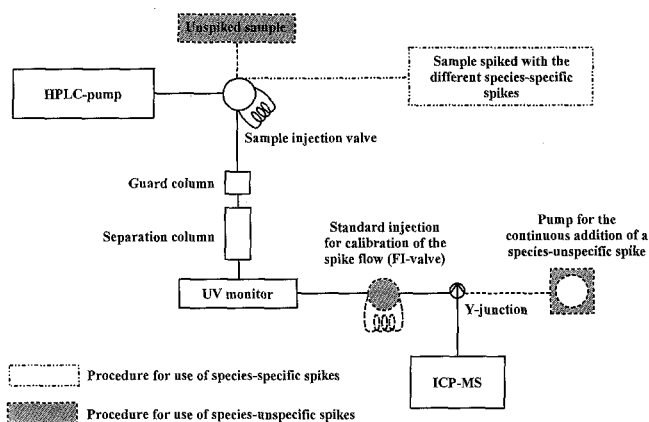 Unspiked sample
HPLC-pump
Sample spiked with the
different species-specific
spikes
Sample injection valve
Guard column
Separation column
Standard injection
for calibration of the
spike flow (FI-valve)
Pump for the
continuous addition of a
species-unspecific spike
UV monitor
Y-junction
ICP-MS
Procedure for use of species-specific spikes
Procedure for use of species-unspecific spikes